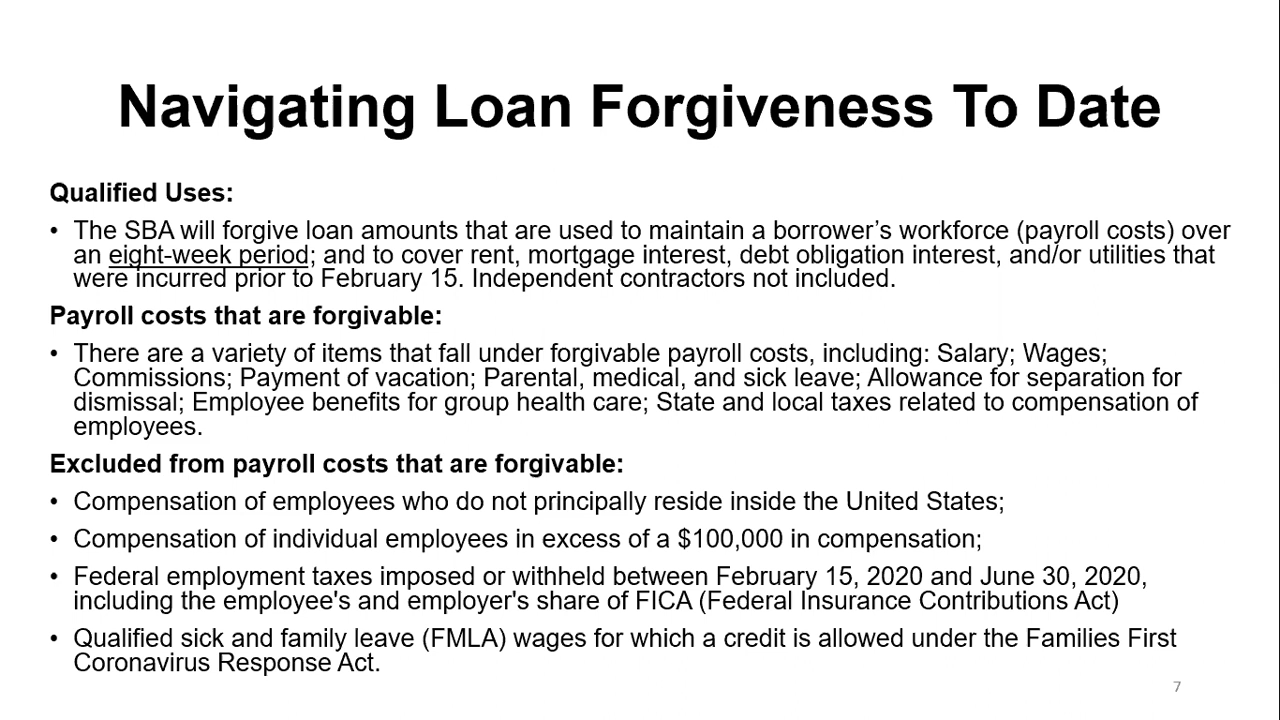 Navigating Loan Forgiveness To Date
Qualified Uses:
• The SBA will forgive loan amounts that are used to maintain a borrower’s workforce (payroll costs) over
an eight-week period; and to cover rent, mortgage interest, debt obligation interest, and/or utilities that
were incurred prior to February 15. Independent contractors not included.
Payroll costs that are forgivable:
• There are a variety of items that fall under forgivable payroll costs, including: Salary; Wages;
Commissions; Payment of vacation; Parental, medical, and sick leave; Allowance for separation for
dismissal; Employee benefits for group health care; State and local taxes related to compensation of
employees.
Excluded from payroll costs that are forgivable:
• Compensation of employees who do not principally reside inside the United States;
• Compensation of individual employees in excess of a $100,000 in compensation;
• Federal employment taxes imposed or withheld between February 15, 2020 and June 30, 2020,
including the employee's and employer's share of FICA (Federal Insurance Contributions Act)
• Qualified sick and family leave (FMLA) wages for which a credit is allowed under the Families First
Coronavirus Response Act.
7